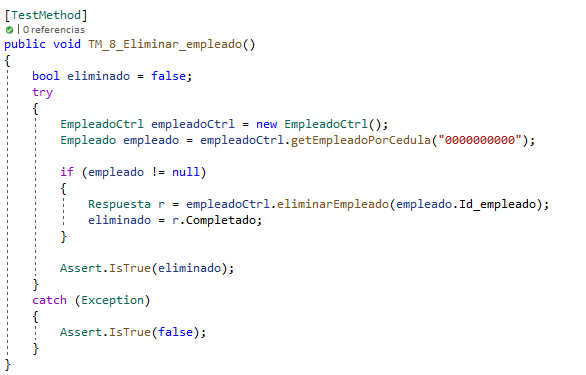 [TestMethod]
| 0 referencias
public void TM_8_Eliminar_empleado()
{
bool eliminado = false;
try
{
EmpleadoCtrl empleadoCtrl = new EmpleadoCtrl();
Empleado empleado = empleadoCtrl.getEmpleadoPorCedula("0000000000");
if (empleado != null)
{
Respuesta r = empleadoCtrl.eliminarEmpleado(empleado.Id_empleado);
eliminado = r.Completado;
}
Assert.IsTrue(eliminado);
}
catch (Exception)
{
Assert.IsTrue(false);
}
}